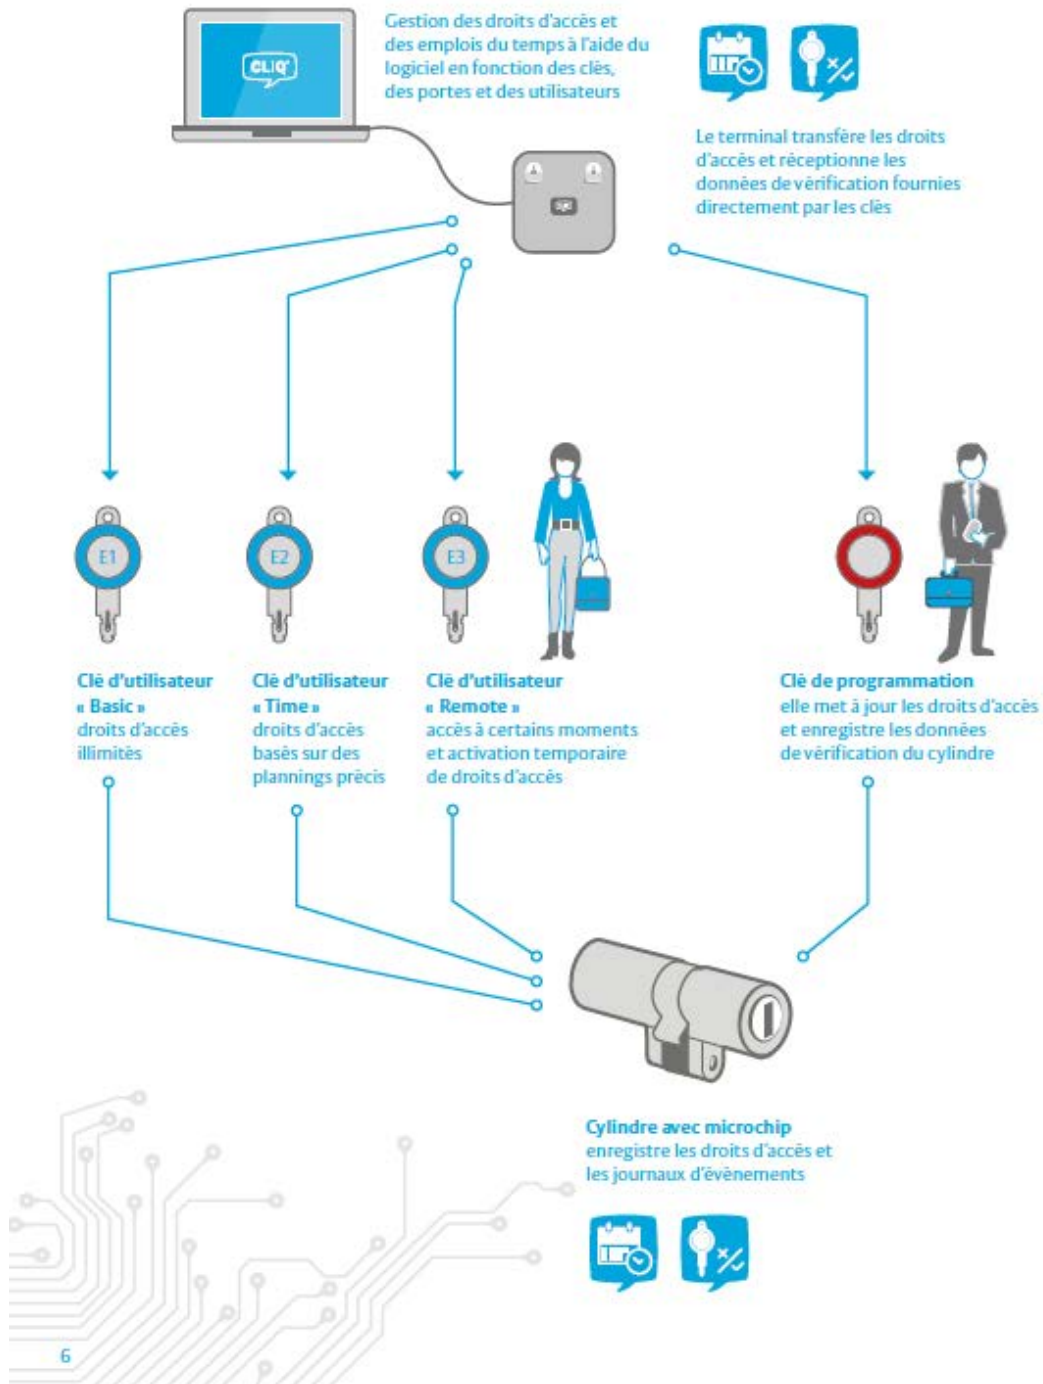 CLIQ
Gestion des droits d'accès et
des emplois du temps à l'aide du
logiciel en fonction des clés,
des portes et des utilisateurs
Le terminal transfère les droits
d'accès et réceptionne les
données de vérification fournies
directement par les clés
E1
E2
E3
Clé d'utilisateur
« Basic »
droits d'accès
illimités
Clé d'utilisateur
« Time »
droits d'accès
basés sur des
plannings précis
Clé d'utilisateur
« Remote »
accès à certains moments
et activation temporaire
de droits d'accès
Clé de programmation
elle met à jour les droits d'accès
et enregistre les données
de vérification du cylindre
Cylindre avec microchip
enregistre les droits d'accès et
les journaux d'évènements
6